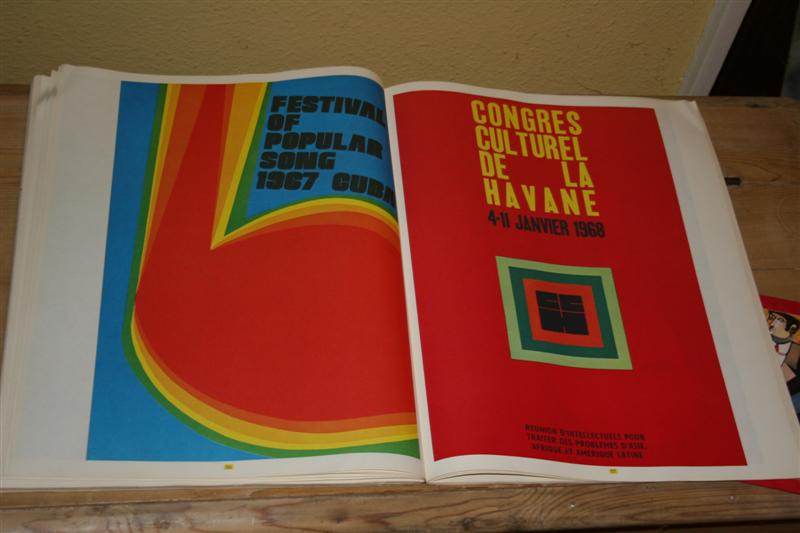 FESTIVAL
OF
POPULAR
SONG
1967 CUBA
CONGRES
CULTUREL
DE LA
HAVANE
4-11 JANVIER 1968
CC
H
REUNION D'INTELLECTUELS POUR
TRAITER DES PROBLEMES D'ASIE,
AFRIQUE ET AMERIQUE LATINE.